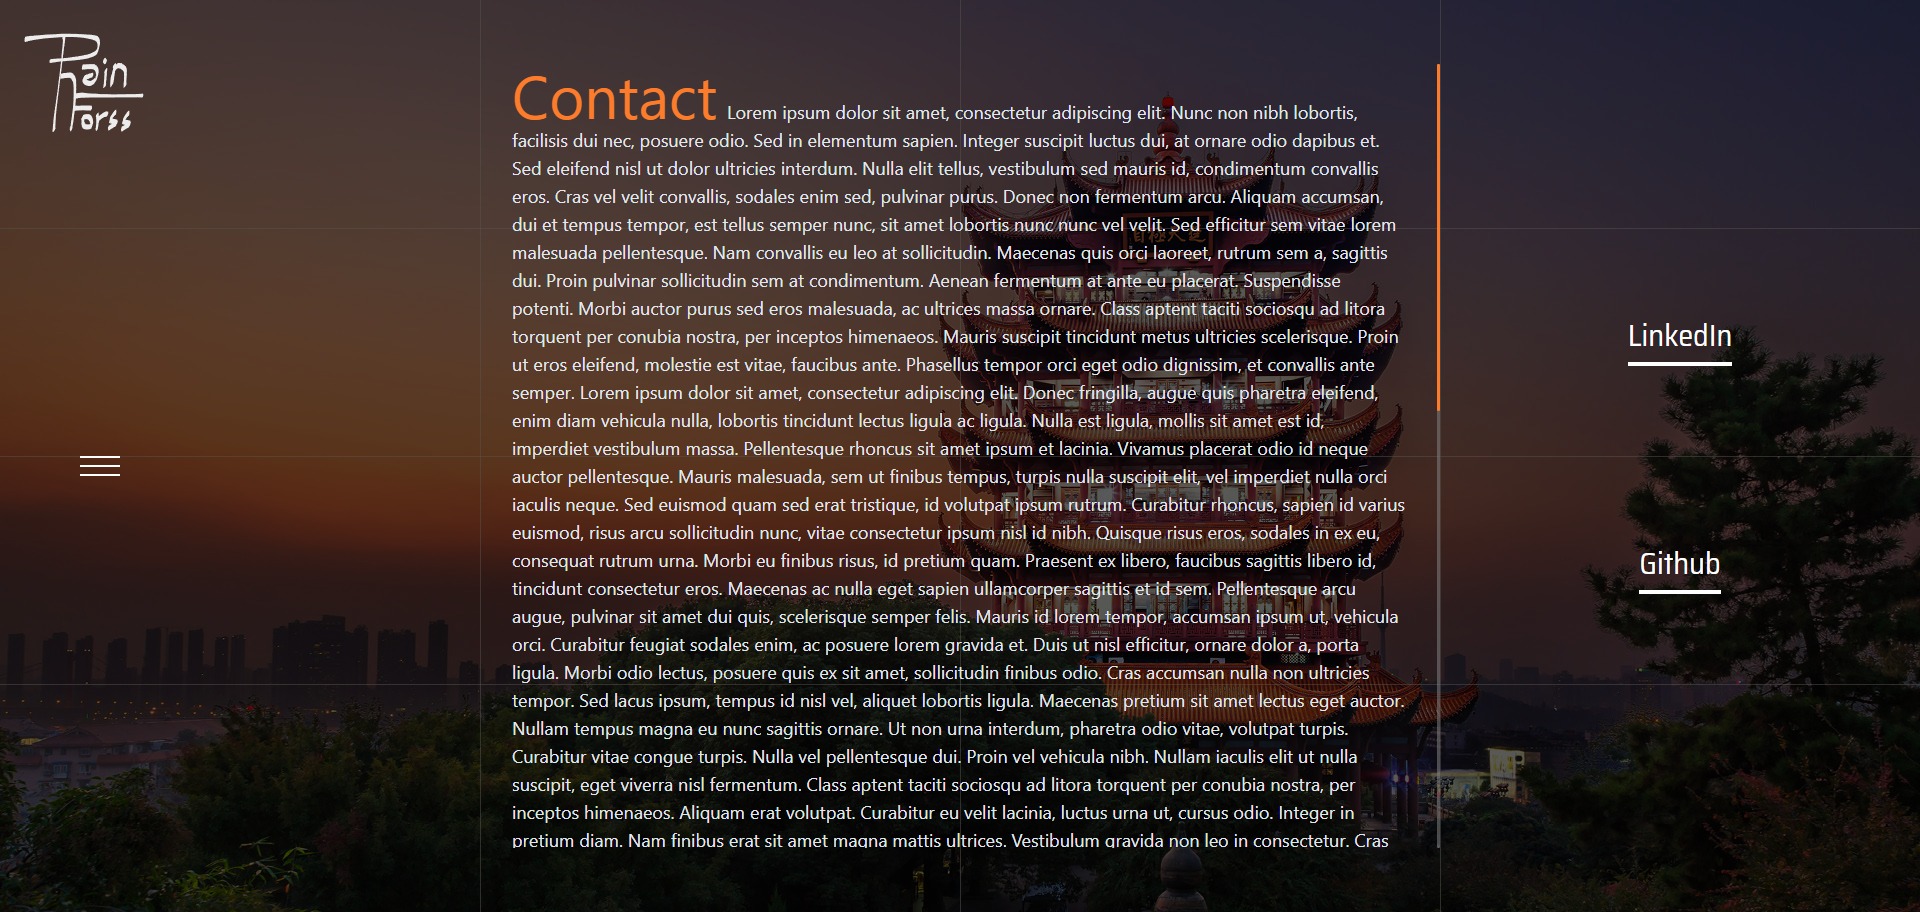 Rain
Forss
Contact Lorem ipsum dolor sit amet, consectetur adipiscing elit. Nunc non nibh lobortis,
facilisis dui nec, posuere odio. Sed in elementum sapien. Integer suscipit luctus dui, at ornare odio dapibus et.
Sed eleifend nisl ut dolor ultricies interdum. Nulla elit tellus, vestibulum sed mauris id, condimentum convallis
eros. Cras vel velit convallis, sodales enim sed, pulvinar purus. Donec non fermentum arcu. Aliquam accumsan,
dui et tempus tempor, est tellus semper nunc, sit amet lobortis nunc nunc vel velit. Sed efficitur sem vitae lorem
malesuada pellentesque. Nam convallis eu leo at sollicitudin. Maecenas quis orci laoreet, rutrum sem a, sagittis
dui. Proin pulvinar sollicitudin sem at condimentum. Aenean fermentum at ante eu placerat. Suspendisse
potenti. Morbi auctor purus sed eros malesuada, ac ultrices massa ornare. Class aptent taciti sociosqu ad litora
torquent per conubia nostra, per inceptos himenaeos. Mauris suscipit tincidunt metus ultricies scelerisque. Proin
ut eros eleifend, molestie est vitae, faucibus ante. Phasellus tempor orci eget odio dignissim, et convallis ante
semper. Lorem ipsum dolor sit amet, consectetur adipiscing elit. Donec fringilla, augue quis pharetra eleifend,
enim diam vehicula nulla, lobortis tincidunt lectus ligula ac ligula. Nulla est ligula, mollis sit amet est id,
imperdiet vestibulum massa. Pellentesque rhoncus sit amet ipsum et lacinia. Vivamus placerat odio id neque
auctor pellentesque. Mauris malesuada, sem ut finibus tempus, turpis nulla suscipit elit, vel imperdiet nulla orci
iaculis neque. Sed euismod quam sed erat tristique, id volutpat ipsum rutrum. Curabitur rhoncus, sapien id varius
euismod, risus arcu sollicitudin nunc, vitae consectetur ipsum nisl id nibh. Quisque risus eros, sodales in ex eu,
consequat rutrum urna. Morbi eu finibus risus, id pretium quam. Praesent ex libero, faucibus sagittis libero id,
tincidunt consectetur eros. Maecenas ac nulla eget sapien ullamcorper sagittis et id sem. Pellentesque arcu
augue, pulvinar sit amet dui quis, scelerisque semper felis. Mauris id lorem tempor, accumsan ipsum ut, vehicula
orci. Curabitur feugiat sodales enim, ac posuere lorem gravida et. Duis ut nisl efficitur, ornare dolor a, porta
ligula. Morbi odio lectus, posuere quis ex sit amet, sollicitudin finibus odio. Cras accumsan nulla non ultricies
tempor. Sed lacus ipsum, tempus id nisl vel, aliquet lobortis ligula. Maecenas pretium sit amet lectus eget auctor.
Nullam tempus magna eu nunc sagittis ornare. Ut non urna interdum, pharetra odio vitae, volutpat turpis.
Curabitur vitae congue turpis. Nulla vel pellentesque dui. Proin vel vehicula nibh. Nullam iaculis elit ut nulla
suscipit, eget viverra nisl fermentum. Class aptent taciti sociosqu ad litora torquent per conubia nostra, per
inceptos himenaeos. Aliquam erat volutpat. Curabitur eu velit lacinia, luctus urna ut, cursus odio. Integer in
pretium diam. Nam finibus erat sit amet magna mattis ultrices. Vestibulum gravida non leo in consectetur. Cras
LinkedIn
Github